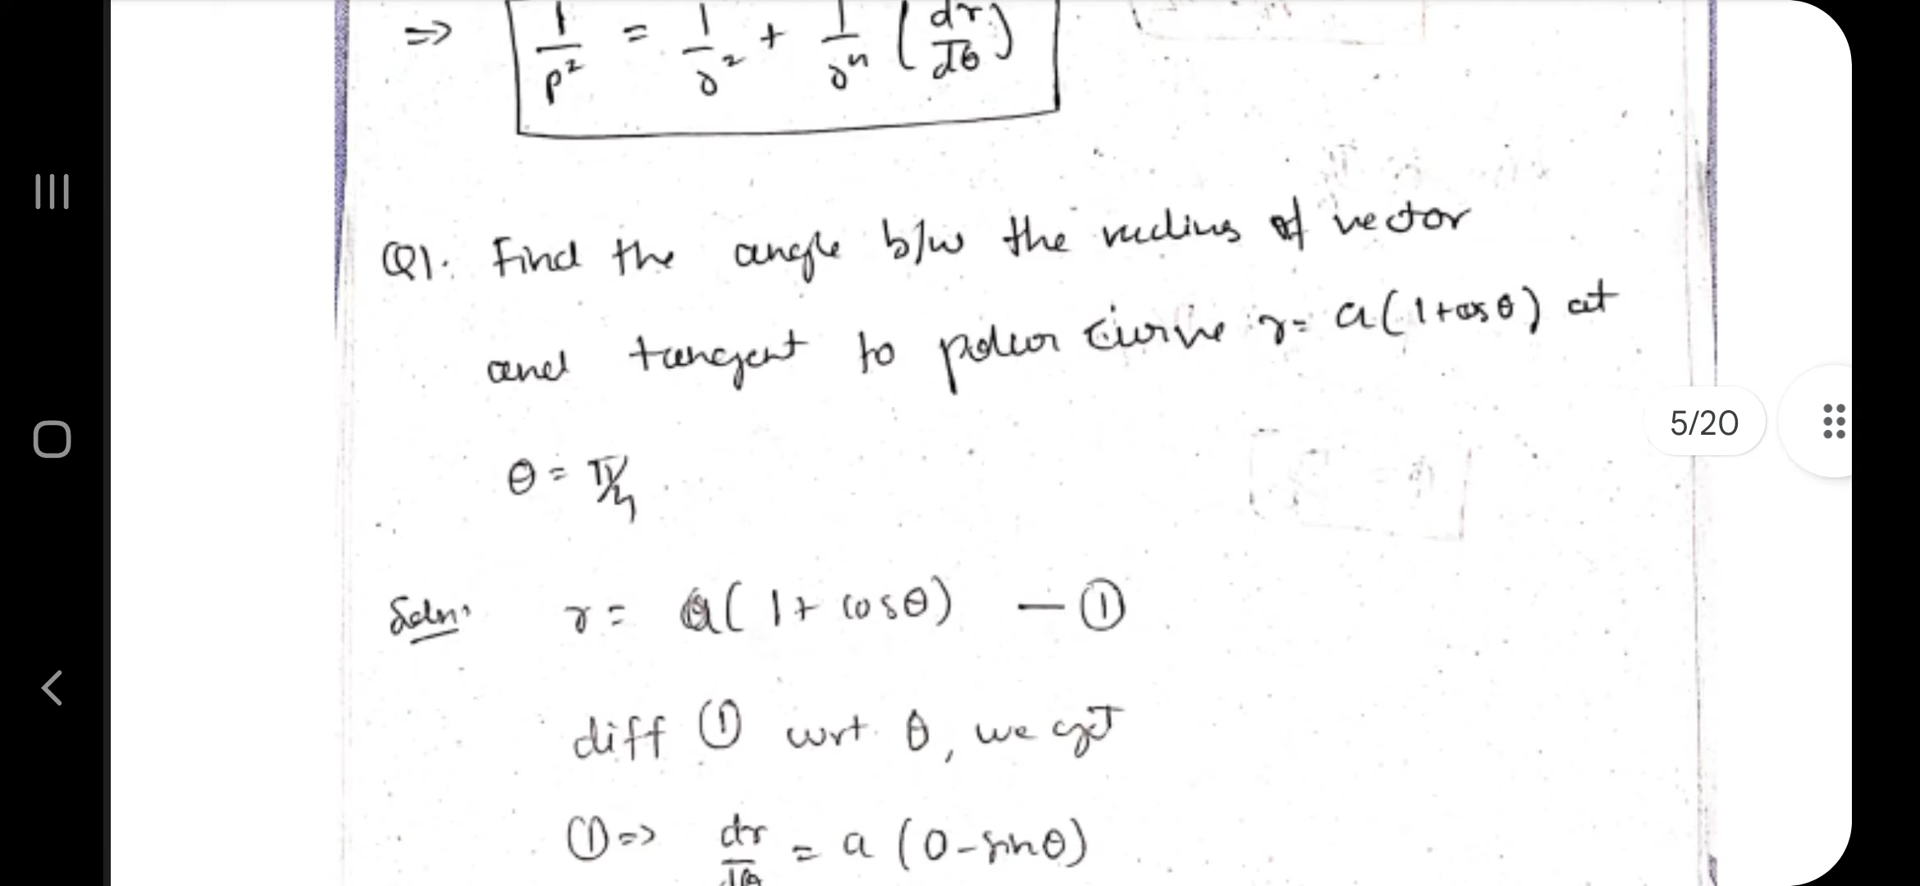 => 1/p² = 1/r² + 1/r⁴ (dr/dθ)
Q1. Find the angle b/w the radius of vector
and tangent to polar curve r= a(1+cosθ) at
5/20
θ = π/4
Soln. r = a(1+ cosθ) — ①
diff ① wrt. θ, we get
①=> dr/dθ = a (0-sinθ)